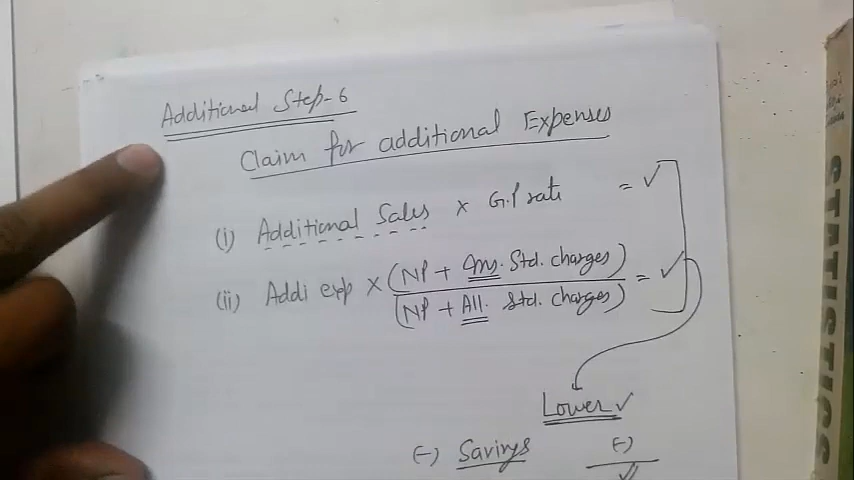 Additional Step-6
Claim for additional Expenses
(i) Additional Sales x G.P rate = ✓
(ii) Addi exp x (NP + Ins. Std. charges) / (NP + All. Std. charges) = ✓
Lower ✓
(-) Savings (-)
✓
STATISTICS